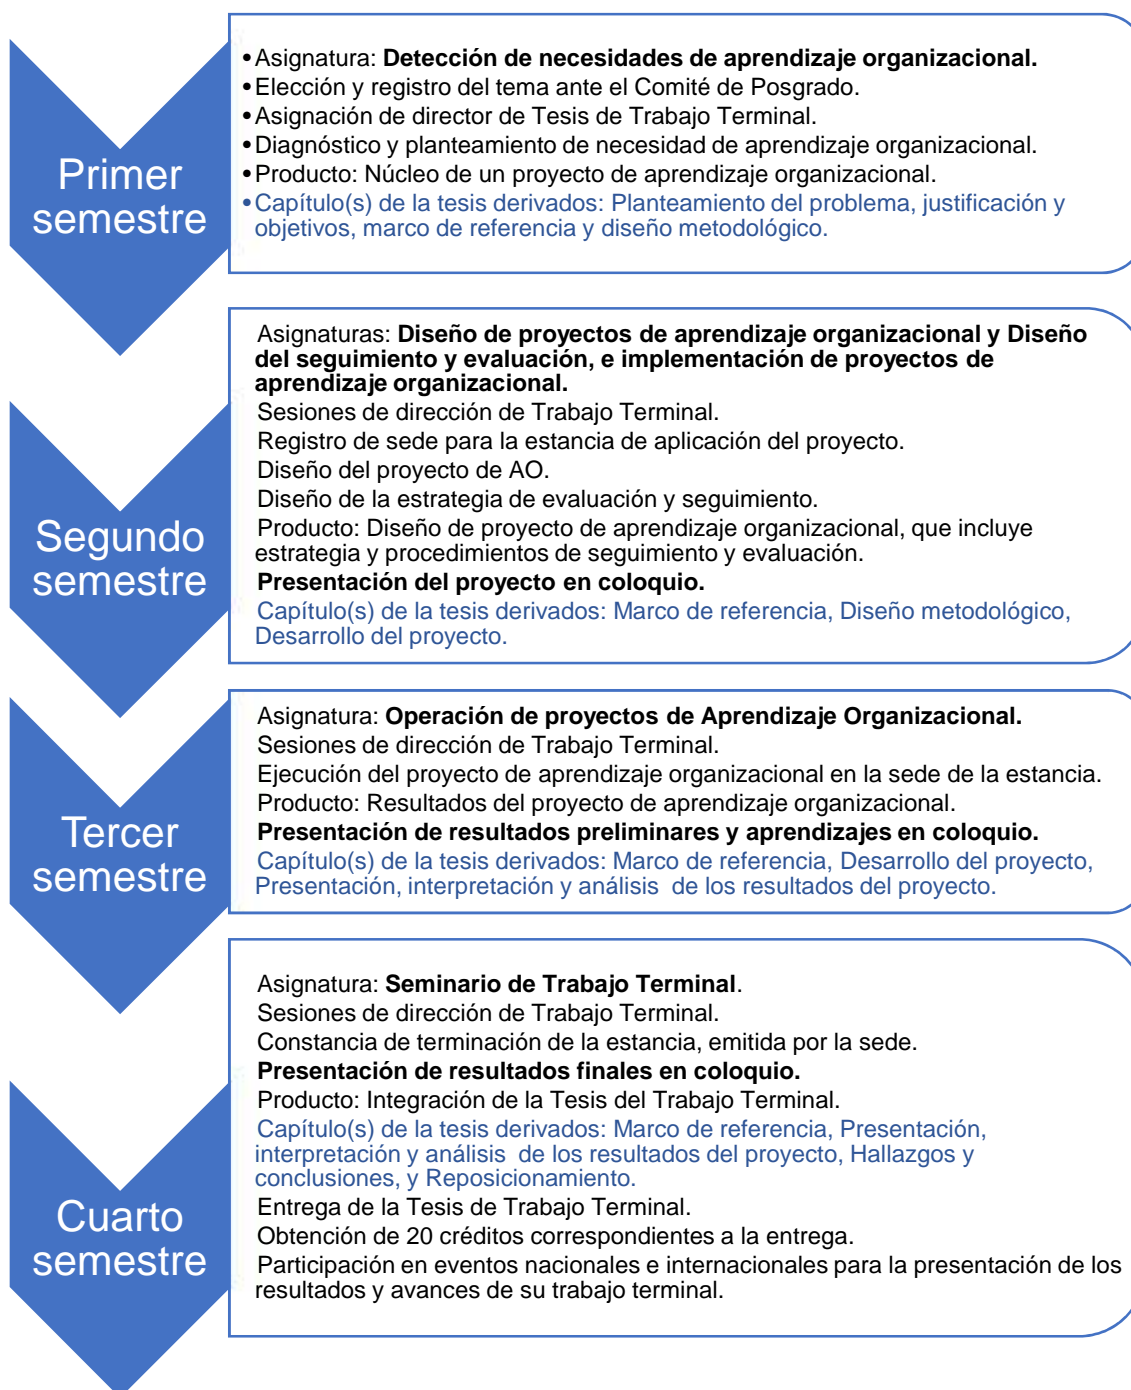 Primer
semestre
•Asignatura: Detección de necesidades de aprendizaje organizacional.
•Elección y registro del tema ante el Comité de Posgrado.
•Asignación de director de Tesis de Trabajo Terminal.
•Diagnóstico y planteamiento de necesidad de aprendizaje organizacional.
•Producto: Núcleo de un proyecto de aprendizaje organizacional.
•Capítulo(s) de la tesis derivados: Planteamiento del problema, justificación y
objetivos, marco de referencia y diseño metodológico.
Segundo
semestre
Asignaturas: Diseño de proyectos de aprendizaje organizacional y Diseño
del seguimiento y evaluación, e implementación de proyectos de
aprendizaje organizacional.
Sesiones de dirección de Trabajo Terminal.
Registro de sede para la estancia de aplicación del proyecto.
Diseño del proyecto de AO.
Diseño de la estrategia de evaluación y seguimiento.
Producto: Diseño de proyecto de aprendizaje organizacional, que incluye
estrategia y procedimientos de seguimiento y evaluación.
Presentación del proyecto en coloquio.
Capítulo(s) de la tesis derivados: Marco de referencia, Diseño metodológico,
Desarrollo del proyecto.
Tercer
semestre
Asignatura: Operación de proyectos de Aprendizaje Organizacional.
Sesiones de dirección de Trabajo Terminal.
Ejecución del proyecto de aprendizaje organizacional en la sede de la estancia.
Producto: Resultados del proyecto de aprendizaje organizacional.
Presentación de resultados preliminares y aprendizajes en coloquio.
Capítulo(s) de la tesis derivados: Marco de referencia, Desarrollo del proyecto,
Presentación, interpretación y análisis  de los resultados del proyecto.
Cuarto
semestre
Asignatura: Seminario de Trabajo Terminal.
Sesiones de dirección de Trabajo Terminal.
Constancia de terminación de la estancia, emitida por la sede.
Presentación de resultados finales en coloquio.
Producto: Integración de la Tesis del Trabajo Terminal.
Capítulo(s) de la tesis derivados: Marco de referencia, Presentación,
interpretación y análisis  de los resultados del proyecto, Hallazgos y
conclusiones, y Reposicionamiento.
Entrega de la Tesis de Trabajo Terminal.
Obtención de 20 créditos correspondientes a la entrega.
Participación en eventos nacionales e internacionales para la presentación de los
resultados y avances de su trabajo terminal.